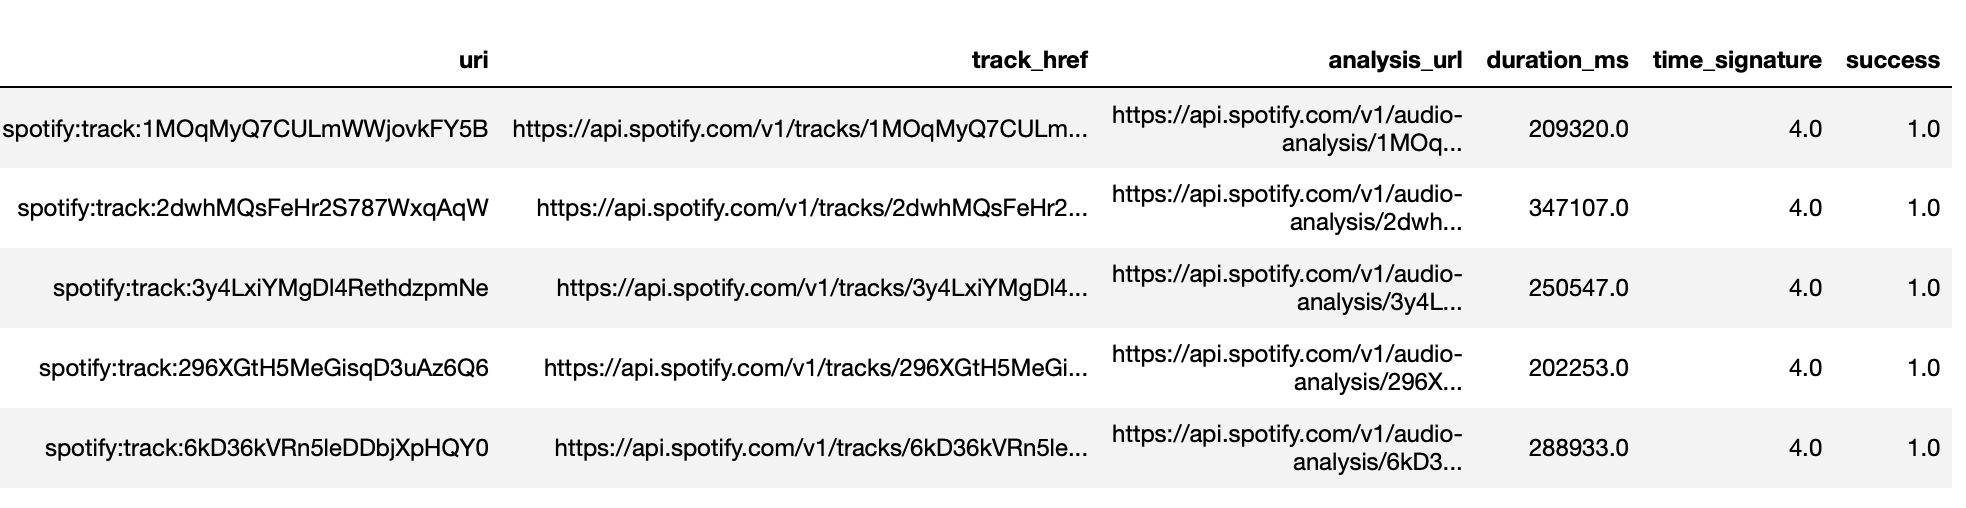 uri track_href analysis_url duration_ms time_signature success
spotify:track:1MOqMyQ7CULmWWjovkFY5B https://api.spotify.com/v1/tracks/1MOqMyQ7CULm... https://api.spotify.com/v1/audio-
analysis/1MOq... 209320.0 4.0 1.0
spotify:track:2dwhMQsFeHr2S787WxqAqW https://api.spotify.com/v1/tracks/2dwhMQsFeHr2... https://api.spotify.com/v1/audio-
analysis/2dwh... 347107.0 4.0 1.0
spotify:track:3y4LxiYMgDl4RethdzpmNe https://api.spotify.com/v1/tracks/3y4LxiYMgDl4... https://api.spotify.com/v1/audio-
analysis/3y4L... 250547.0 4.0 1.0
spotify:track:296XGtH5MeGisqD3uAz6Q6 https://api.spotify.com/v1/tracks/296XGtH5MeGi... https://api.spotify.com/v1/audio-
analysis/296X... 202253.0 4.0 1.0
spotify:track:6kD36kVRn5leDDbjXpHQY0 https://api.spotify.com/v1/tracks/6kD36kVRn5le... https://api.spotify.com/v1/audio-
analysis/6kD3... 288933.0 4.0 1.0